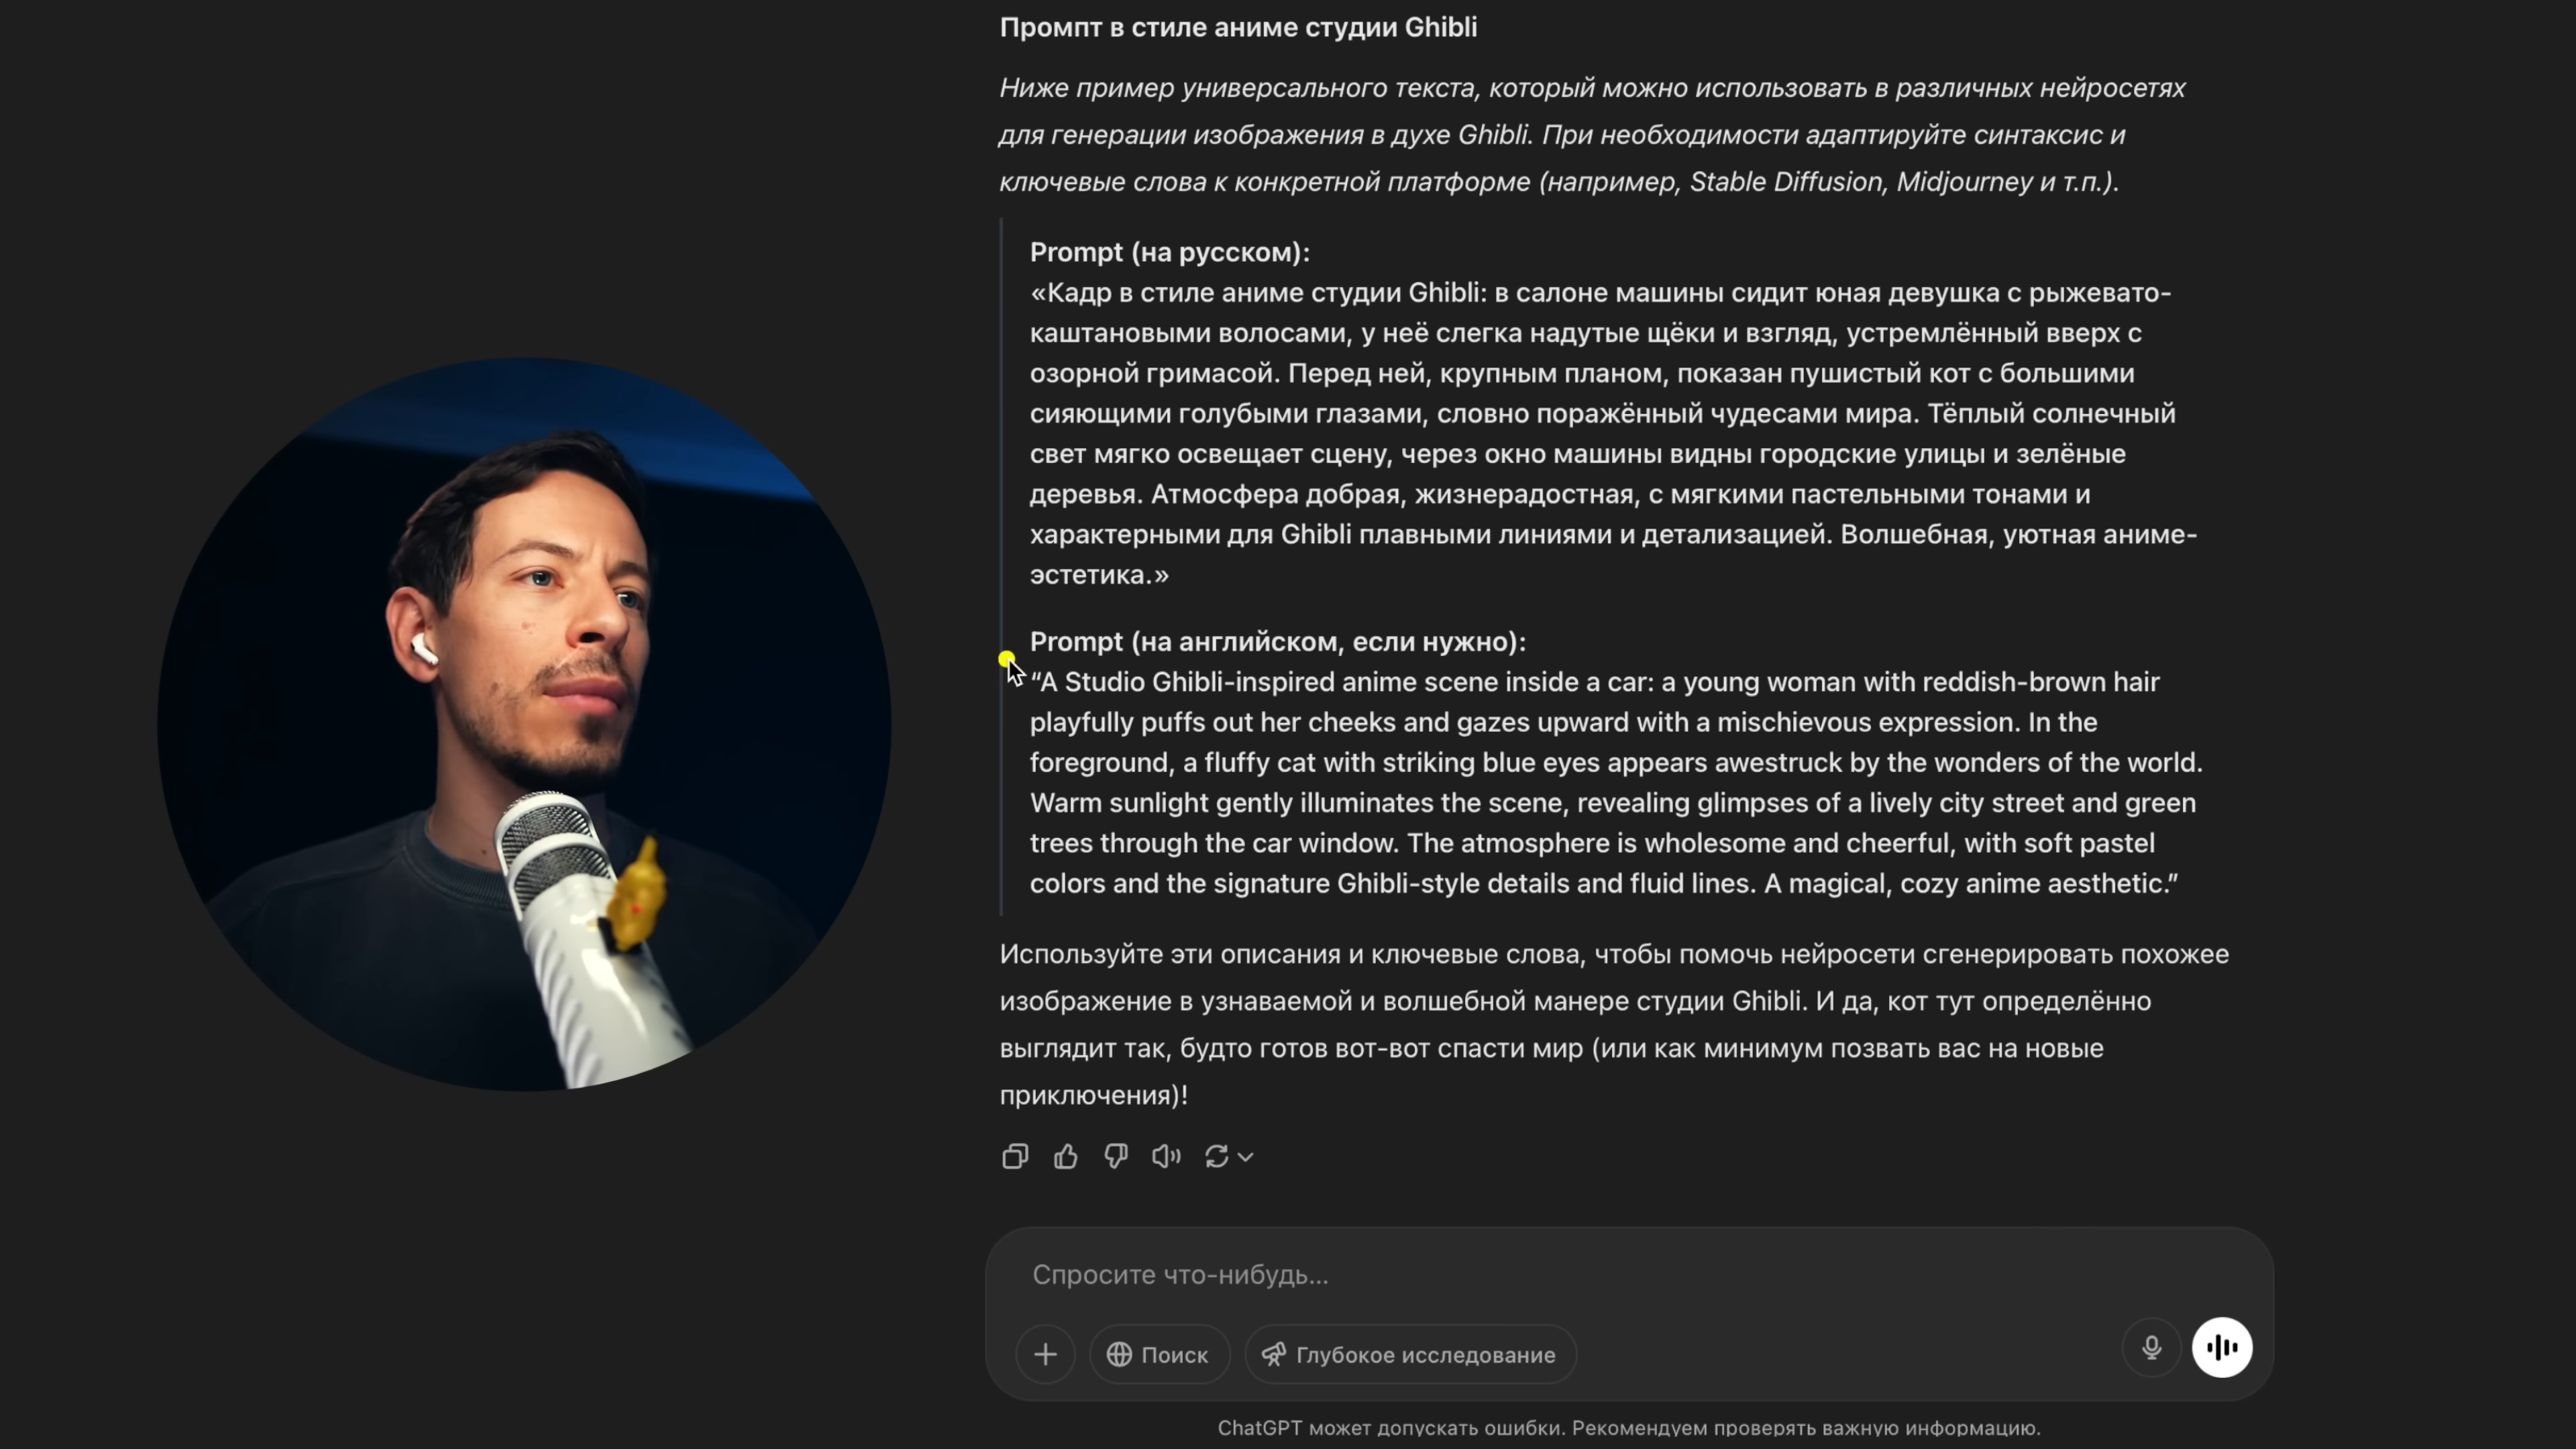 Промпт в стиле аниме студии Ghibli
Ниже пример универсального текста, который можно использовать в различных нейросетях
для генерации изображения в духе Ghibli. При необходимости адаптируйте синтаксис и
ключевые слова к конкретной платформе (например, Stable Diffusion, Midjourney и т.п.).
Prompt (на русском):
«Кадр в стиле аниме студии Ghibli: в салоне машины сидит юная девушка с рыжевато-
каштановыми волосами, у неё слегка надутые щёки и взгляд, устремлённый вверх с
озорной гримасой. Перед ней, крупным планом, показан пушистый кот с большими
сияющими голубыми глазами, словно поражённый чудесами мира. Тёплый солнечный
свет мягко освещает сцену, через окно машины видны городские улицы и зелёные
деревья. Атмосфера добрая, жизнерадостная, с мягкими пастельными тонами и
характерными для Ghibli плавными линиями и детализацией. Волшебная, уютная аниме-
эстетика.»
Prompt (на английском, если нужно):
“A Studio Ghibli-inspired anime scene inside a car: a young woman with reddish-brown hair
playfully puffs out her cheeks and gazes upward with a mischievous expression. In the
foreground, a fluffy cat with striking blue eyes appears awestruck by the wonders of the world.
Warm sunlight gently illuminates the scene, revealing glimpses of a lively city street and green
trees through the car window. The atmosphere is wholesome and cheerful, with soft pastel
colors and the signature Ghibli-style details and fluid lines. A magical, cozy anime aesthetic.”
Используйте эти описания и ключевые слова, чтобы помочь нейросети сгенерировать похожее
изображение в узнаваемой и волшебной манере студии Ghibli. И да, кот тут определённо
выглядит так, будто готов вот-вот спасти мир (или как минимум позвать вас на новые
приключения)!
Спросите что-нибудь...
Поиск
Глубокое исследование
ChatGPT может допускать ошибки. Рекомендуем проверять важную информацию.